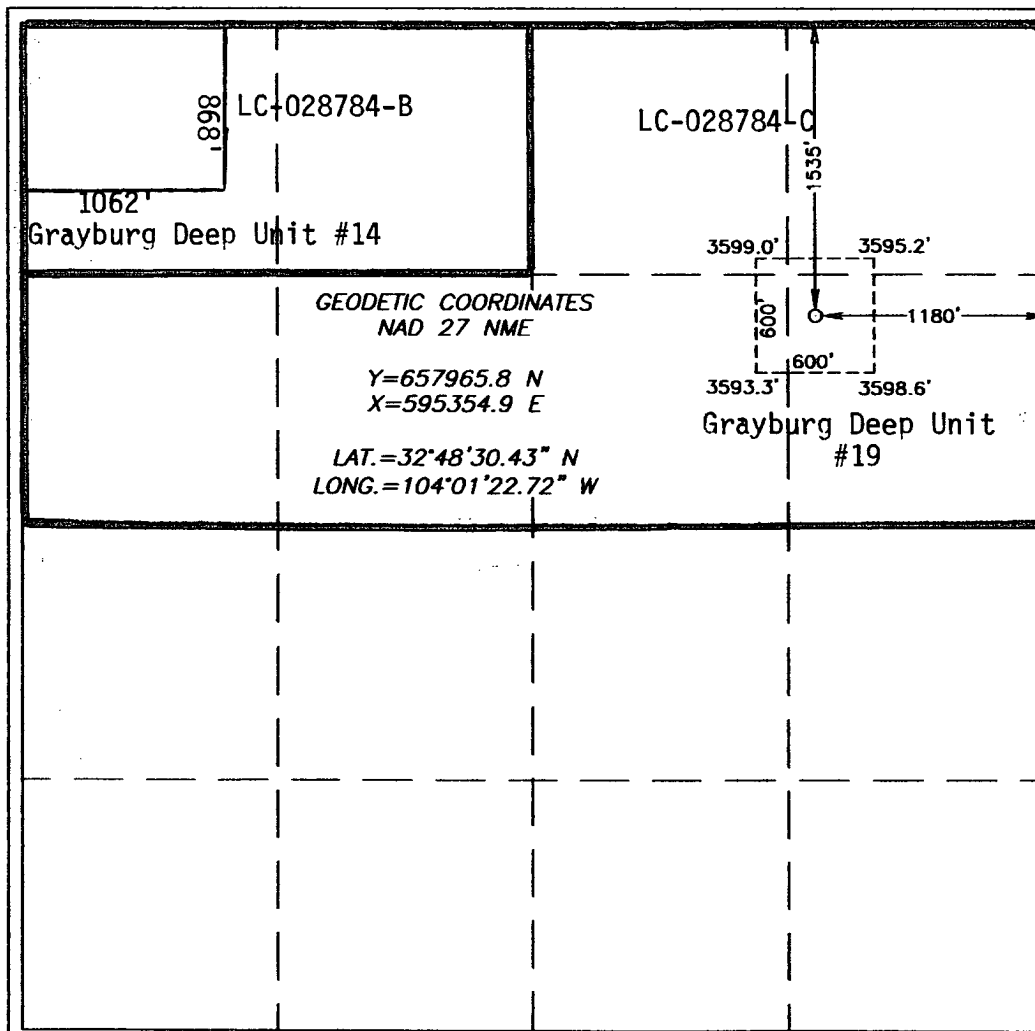 LC-028784-B
LC-028784-C
898'
1535'
1062'
Grayburg Deep Unit #14
3599.0' 3595.2'
GEODETIC COORDINATES
NAD 27 NME
600'
1180'
600'
Y=657965.8 N
X=595354.9 E
3593.3' 3598.6'
Grayburg Deep Unit
#19
LAT.=32°48'30.43" N
LONG.=104°01'22.72" W